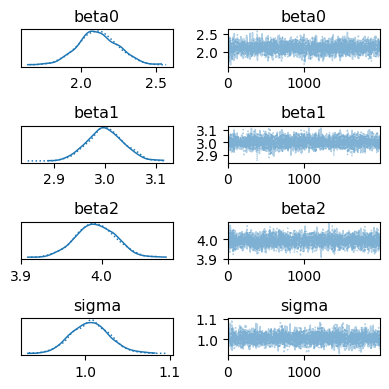 beta0 beta0
2.5
2.0
2.0 2.5 0 1000
beta1 beta1
3.1
3.0
2.9
2.9 3.0 3.1 0 1000
beta2 beta2
4.0
3.9
3.9 4.0 0 1000
sigma sigma
1.1
1.0
1.0 1.1 0 1000